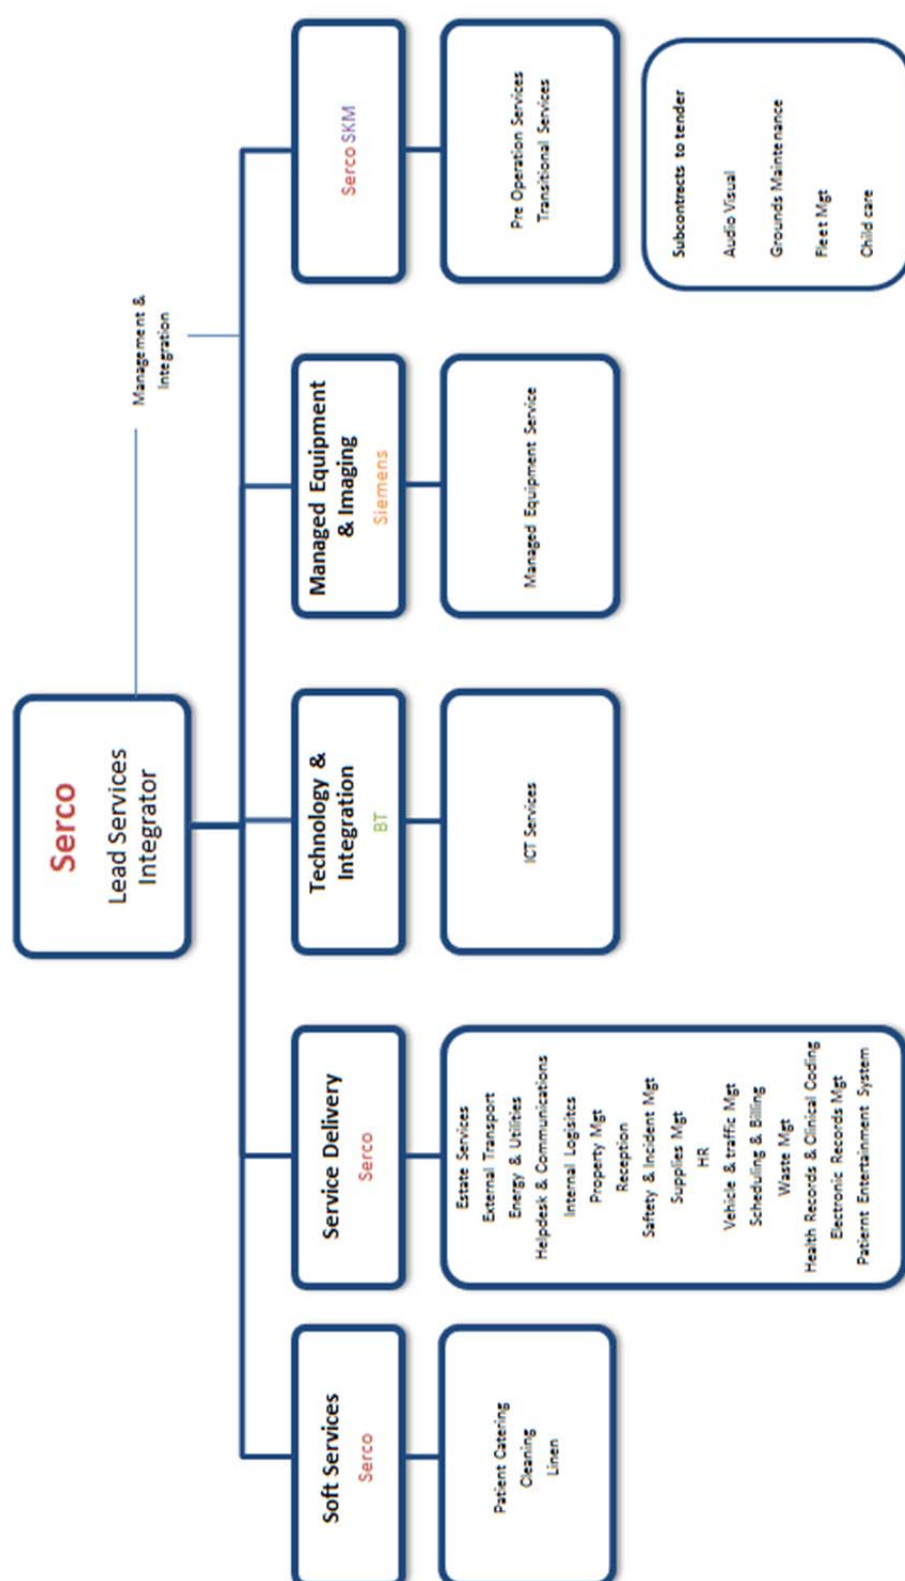 Serco
Lead Services
Integrator
Management &
Integration
Soft Services
Serco
Service Delivery
Serco
Technology &
Integration
BT
Managed Equipment
& Imaging
Siemens
Serco SKM
Patient Catering
Cleaning
Linen
Estate Services
External Transport
Energy & Utilities
Helpdesk & Communications
Internal Logisitcs
Property Mgt
Reception
Saftety & Incident Mgt
Supplies Mgt
HR
Vehicle & traffic Mgt
Scheduling & Billing
Waste Mgt
Health Records & Clinical Coding
Electronic Records Mgt
Patiernt Entertainment System
ICT Services
Managed Equipment Service
Pre Operation Services
Transitional Services
Subcontracts to tender
Audio Visual
Grounds Maintenance
Fleet Mgt
Child care